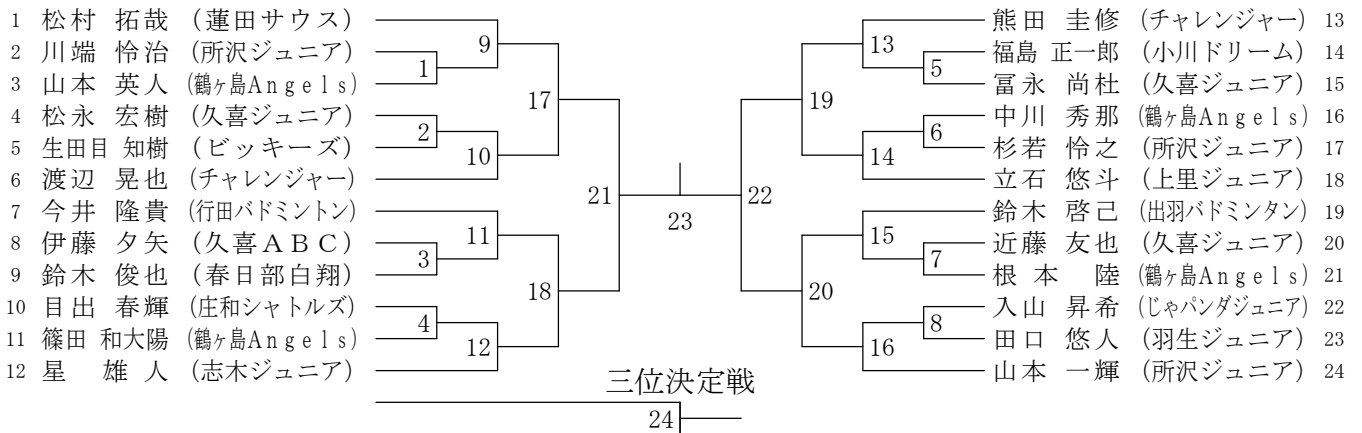 1 松村 拓哉 (蓮田サウス)
2 川端 怜治 (所沢ジュニア)
3 山本 英人 (鶴ヶ島Angels)
4 松永 宏樹 (久喜ジュニア)
5 生田目 知樹 (ビッキーズ)
6 渡辺 晃也 (チャレンジャー)
7 今井 隆貴 (行田バドミントン)
8 伊藤 夕矢 (久喜ABC)
9 鈴木 俊也 (春日部白翔)
10 目出 春輝 (庄和シャトルズ)
11 篠田 和大陽 (鶴ヶ島Angels)
12 星 雄人 (志木ジュニア)
9
1
17
2
10
21
11
3
18
4
12
23
22
13
5
19
6
14
15
7
20
8
16
熊田 圭修 (チャレンジャー) 13
福島 正一郎 (小川ドリーム) 14
冨永 尚杜 (久喜ジュニア) 15
中川 秀那 (鶴ヶ島Angels) 16
杉若 怜之 (所沢ジュニア) 17
立石 悠斗 (上里ジュニア) 18
鈴木 啓己 (出羽バドミンタン) 19
近藤 友也 (久喜ジュニア) 20
根本 陸 (鶴ヶ島Angels) 21
入山 昇希 (じゃパンダジュニア) 22
田口 悠人 (羽生ジュニア) 23
山本 一輝 (所沢ジュニア) 24
三位決定戦
24